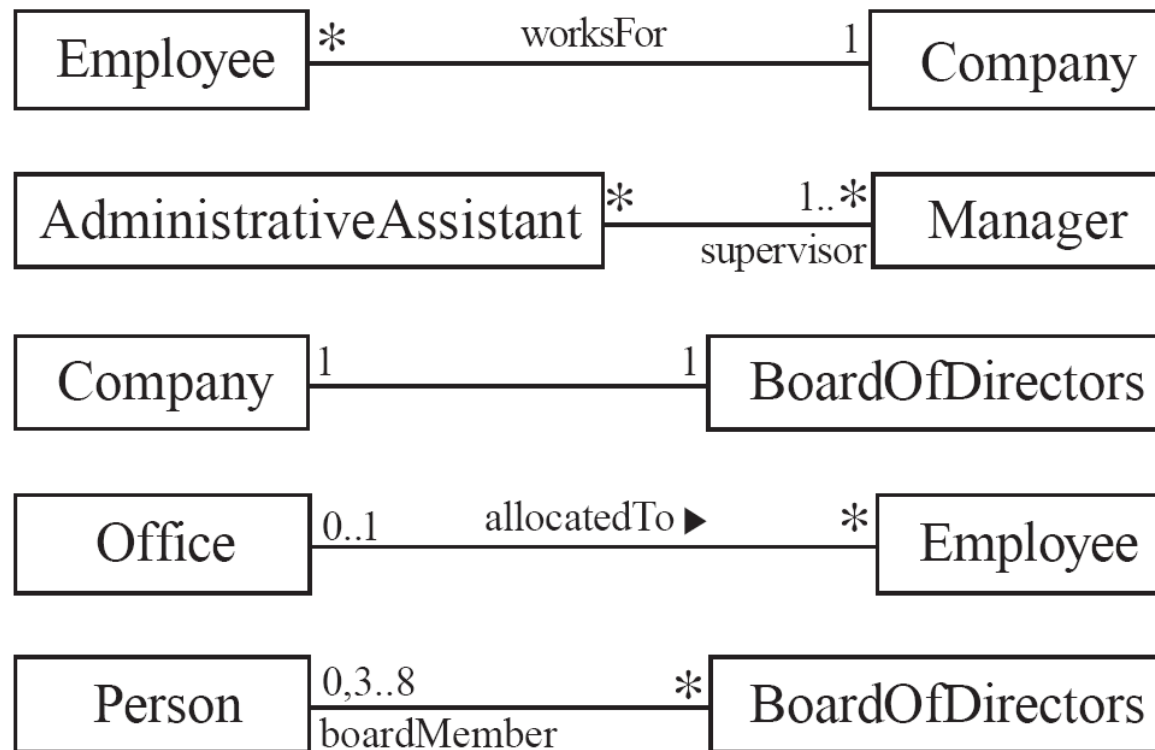 Employee * worksFor 1 Company
AdministrativeAssistant * 1..* Manager
supervisor
Company 1 1 BoardOfDirectors
Office 0..1 allocatedTo ▶ * Employee
Person 0,3..8 * BoardOfDirectors
boardMember